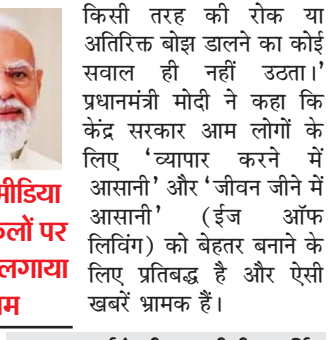 किसी तरह की रोक या
अतिरिक्त बोझ डालने का कोई
सवाल ही नहीं उठता।'
प्रधानमंत्री मोदी ने कहा कि
केंद्र सरकार आम लोगों के
लिए 'व्यापार करने में
आसानी' और 'जीवन जीने में
आसानी' (ईज ऑफ
लिविंग) को बेहतर बनाने के
लिए प्रतिबद्ध है और ऐसी
खबरें भ्रामक हैं।
मीडिया
पर
लगाया